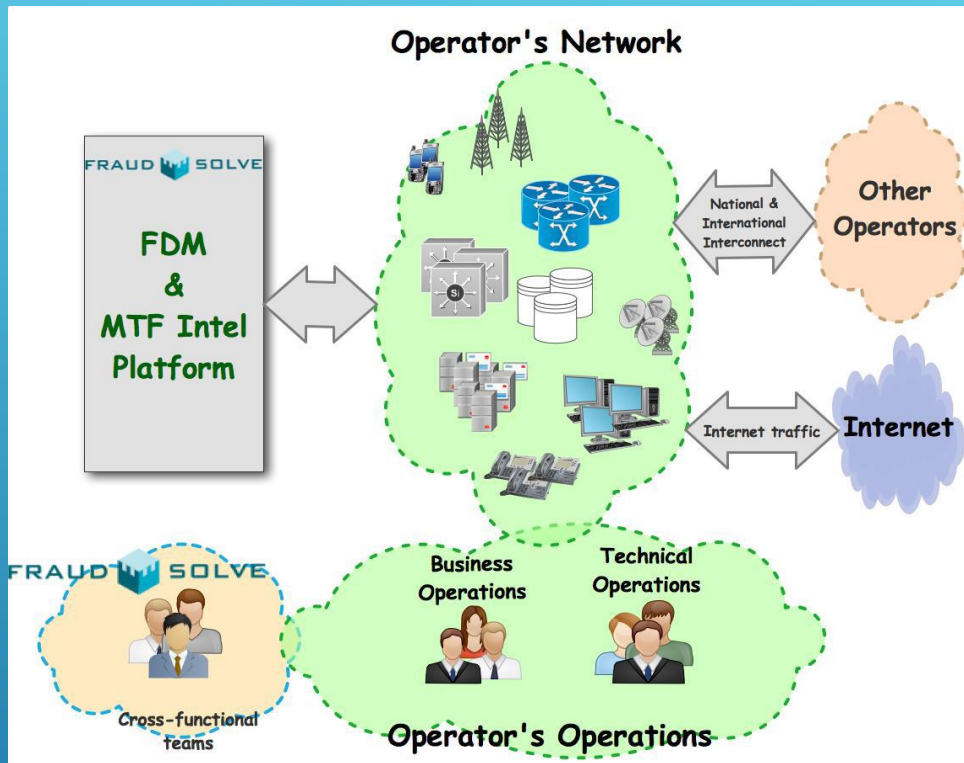 Operator's Network
FRAUD SOLVE
FDM
&
MTF Intel
Platform
Si
National &
International
Interconnect
Other
Operators
Internet traffic
Internet
FRAUD SOLVE
Cross-functional
teams
Business
Operations
Technical
Operations
Operator's Operations